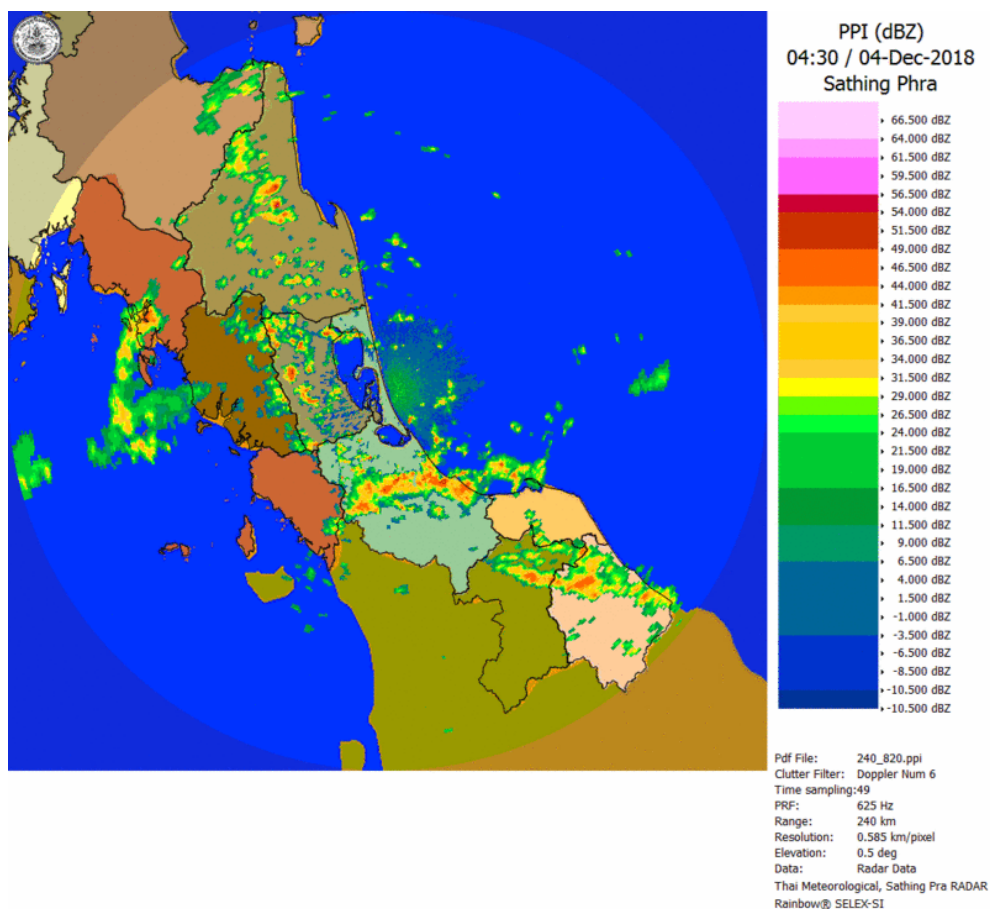 PPI (dBZ)
04:30 / 04-Dec-2018
Sathing Phra
66.500 dBZ
64.000 dBZ
61.500 dBZ
59.500 dBZ
56.500 dBZ
54.000 dBZ
51.500 dBZ
49.000 dBZ
46.500 dBZ
44.000 dBZ
41.500 dBZ
39.000 dBZ
36.500 dBZ
34.000 dBZ
31.500 dBZ
29.000 dBZ
26.500 dBZ
24.000 dBZ
21.500 dBZ
19.000 dBZ
16.500 dBZ
14.000 dBZ
11.500 dBZ
9.000 dBZ
6.500 dBZ
4.000 dBZ
1.500 dBZ
-1.000 dBZ
-3.500 dBZ
-6.500 dBZ
-8.500 dBZ
-10.500 dBZ
-10.500 dBZ
Pdf File: 240_820.ppi
Clutter Filter: Doppler Num 6
Time sampling:49
PRF: 625 Hz
Range: 240 km
Resolution: 0.585 km/pixel
Elevation: 0.5 deg
Data: Radar Data
Thai Meteorological, Sathing Pra RADAR
Rainbow® SELEX-SI